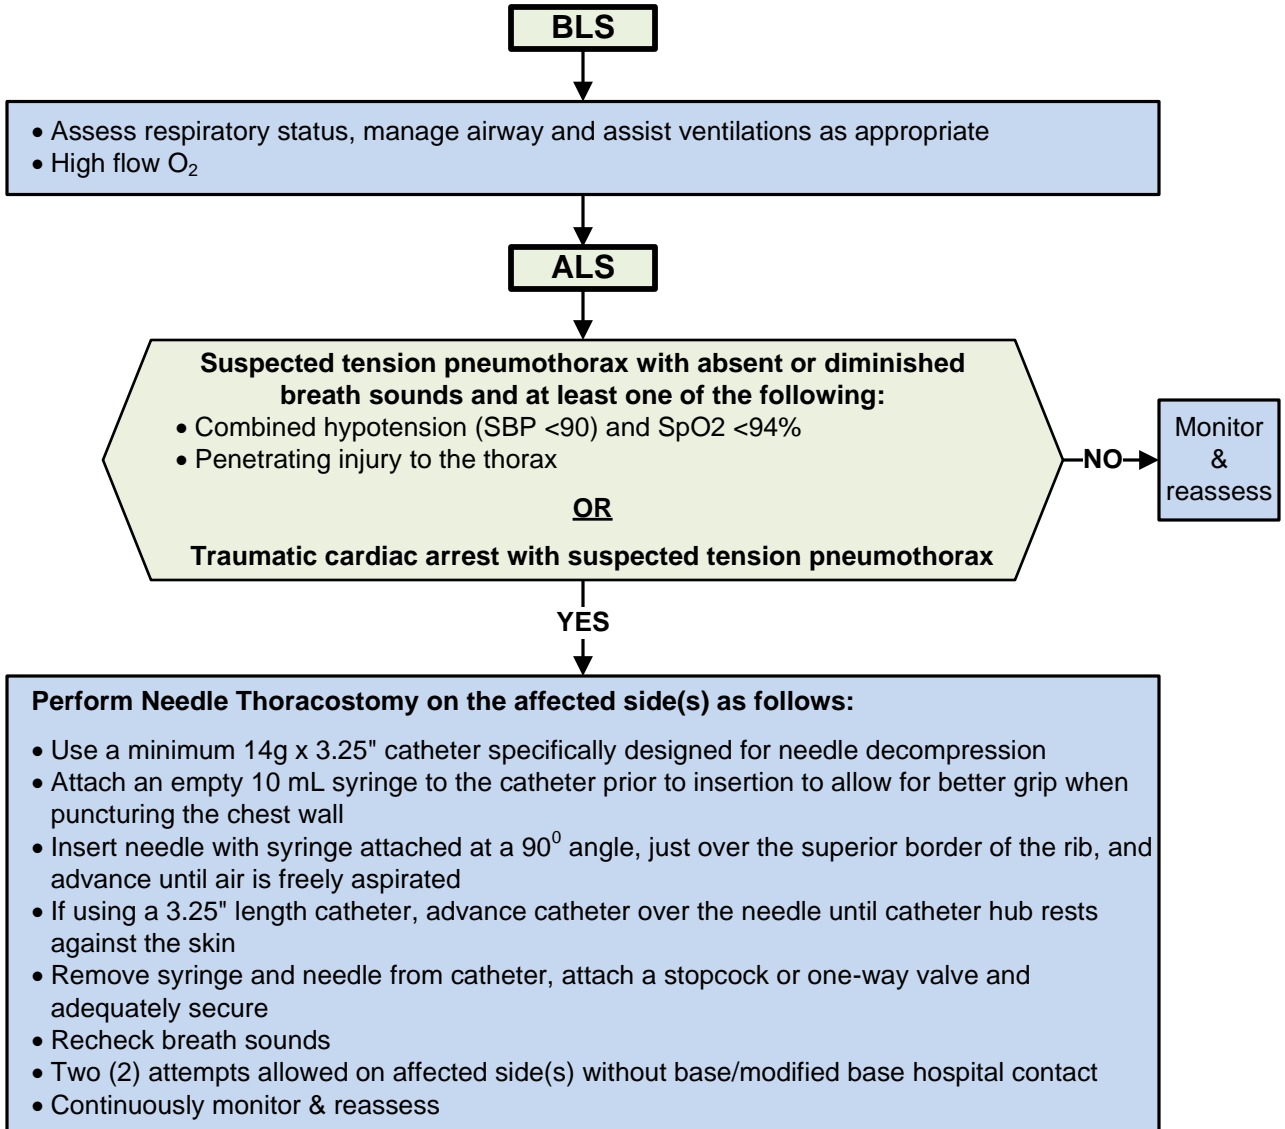 BLS
• Assess respiratory status, manage airway and assist ventilations as appropriate
• High flow O₂
ALS
Suspected tension pneumothorax with absent or diminished
breath sounds and at least one of the following:
• Combined hypotension (SBP <90) and SpO2 <94%
• Penetrating injury to the thorax
OR
Traumatic cardiac arrest with suspected tension pneumothorax
NO
Monitor
&
reassess
YES
Perform Needle Thoracostomy on the affected side(s) as follows:
• Use a minimum 14g x 3.25" catheter specifically designed for needle decompression
• Attach an empty 10 mL syringe to the catheter prior to insertion to allow for better grip when
puncturing the chest wall
• Insert needle with syringe attached at a 90⁰ angle, just over the superior border of the rib, and
advance until air is freely aspirated
• If using a 3.25" length catheter, advance catheter over the needle until catheter hub rests
against the skin
• Remove syringe and needle from catheter, attach a stopcock or one-way valve and
adequately secure
• Recheck breath sounds
• Two (2) attempts allowed on affected side(s) without base/modified base hospital contact
• Continuously monitor & reassess